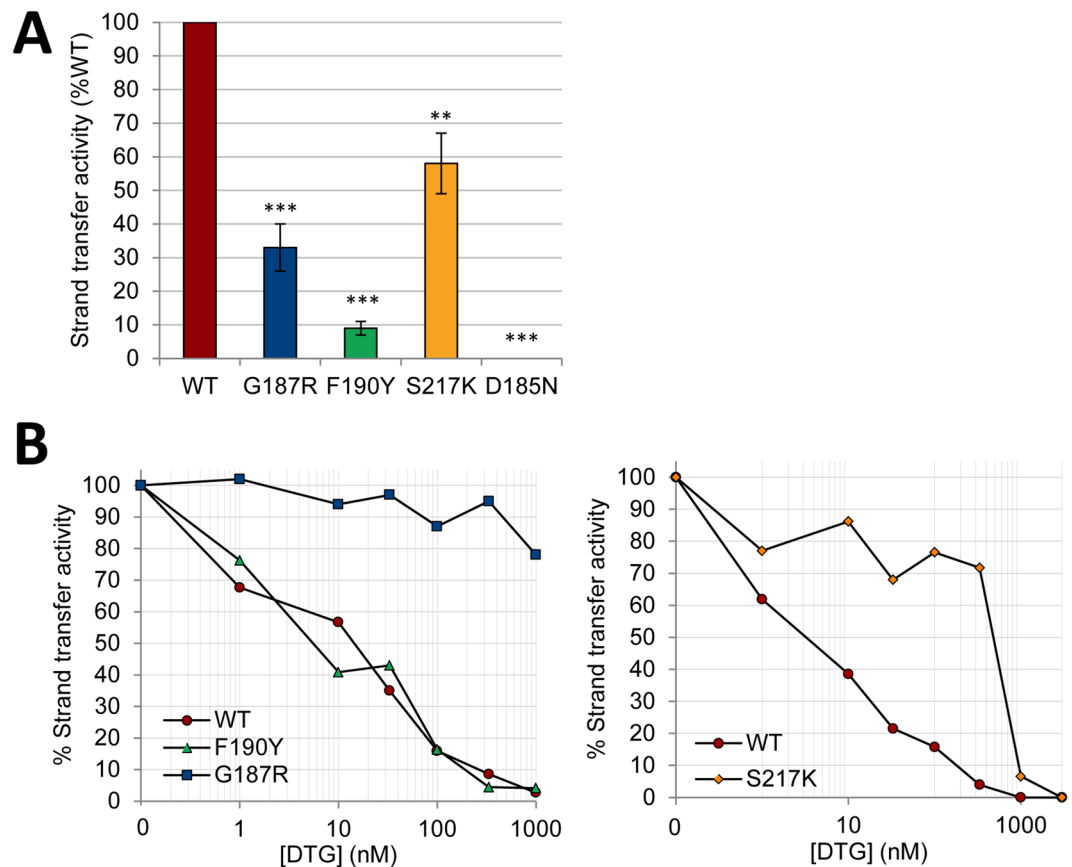 A
Strand transfer activity (%WT)
100
90
80
70
60
50
40
30
20
10
0
***
***
**
***
WT G187R F190Y S217K D185N
B
% Strand transfer activity
100
90
80
70
60
50
40
30
20
10
0
WT
F190Y
G187R
0 1 10 100 1000
[DTG] (nM)
% Strand transfer activity
100
90
80
70
60
50
40
30
20
10
0
WT
S217K
0 10 1000
[DTG] (nM)